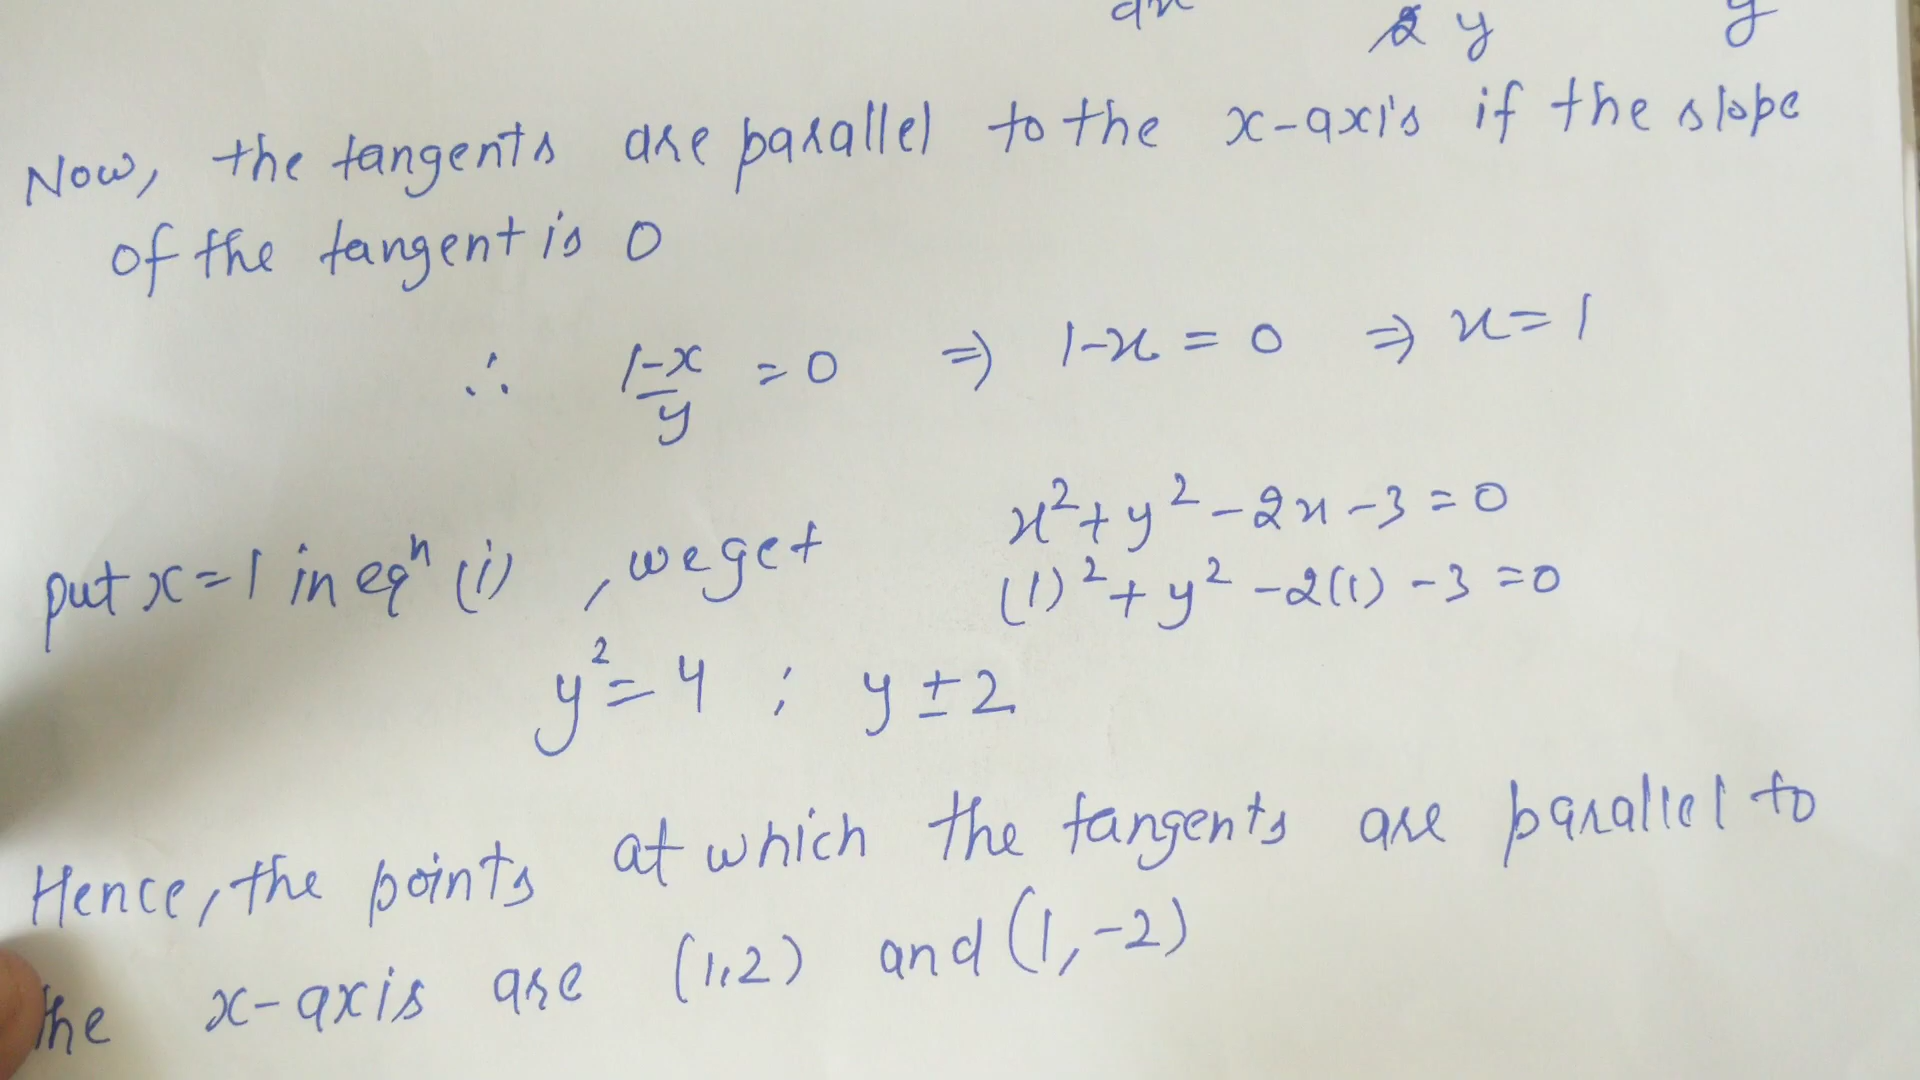 dx 2 y y
Now, the tangents are parallel to the x-axis if the slope
of the tangent is 0
∴ 1-x/y = 0 ⇒ 1-x = 0 ⇒ x = 1
put x = 1 in eqⁿ (i) , we get x² + y² - 2x - 3 = 0
(1)² + y² - 2(1) - 3 = 0
y² = 4 ; y ± 2
Hence, the points at which the tangents are parallel to
the x-axis are (1,2) and (1,-2)